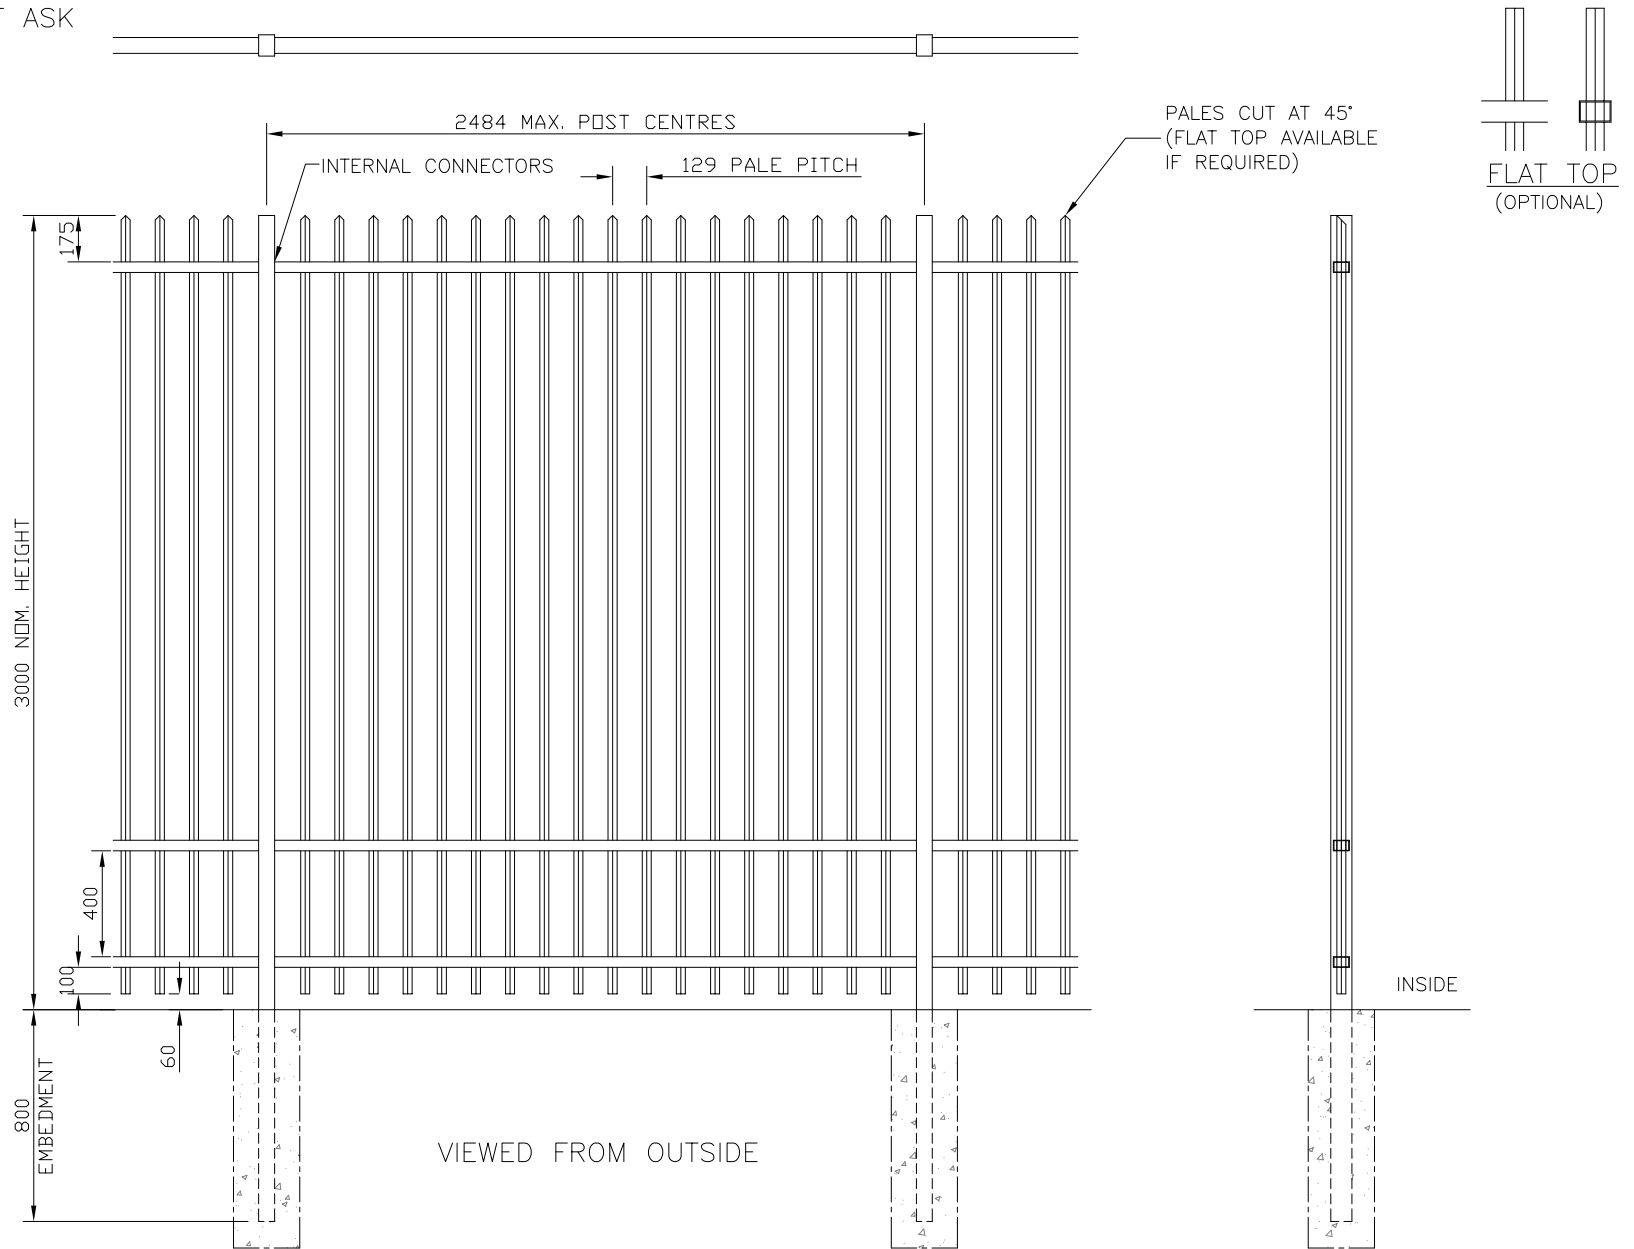 ASK
2484 MAX. POST CENTRES
INTERNAL CONNECTORS
129 PALE PITCH
PALES CUT AT 45°
(FLAT TOP AVAILABLE
IF REQUIRED)
FLAT TOP
(OPTIONAL)
175
3000 NOM. HEIGHT
400
100
60
800
EMBEDMENT
INSIDE
VIEWED FROM OUTSIDE